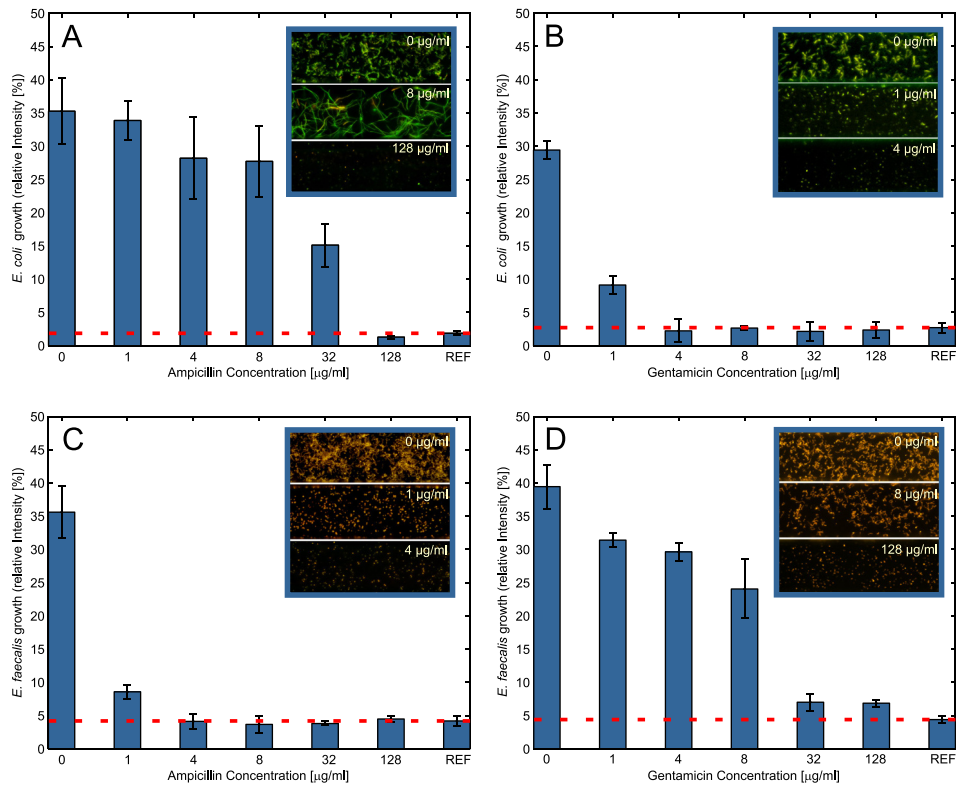 A
0 µg/ml
8 µg/ml
128 µg/ml
E. coli growth (relative Intensity [%])
50
45
40
35
30
25
20
15
10
5
0
0 1 4 8 32 128 REF
Ampicillin Concentration [µg/ml]
B
0 µg/ml
1 µg/ml
4 µg/ml
E. coli growth (relative Intensity [%])
50
45
40
35
30
25
20
15
10
5
0
0 1 4 8 32 128 REF
Gentamicin Concentration [µg/ml]
C
0 µg/ml
1 µg/ml
4 µg/ml
E. faecalis growth (relative Intensity [%])
50
45
40
35
30
25
20
15
10
5
0
0 1 4 8 32 128 REF
Ampicillin Concentration [µg/ml]
D
0 µg/ml
8 µg/ml
128 µg/ml
E. faecalis growth (relative Intensity [%])
50
45
40
35
30
25
20
15
10
5
0
0 1 4 8 32 128 REF
Gentamicin Concentration [µg/ml]